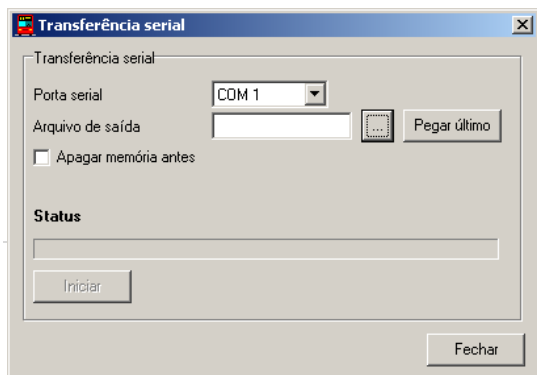 Transferência serial
Transferência serial
Porta serial COM 1
Arquivo de saída ... Pegar último
Apagar memória antes
Status
Iniciar
Fechar